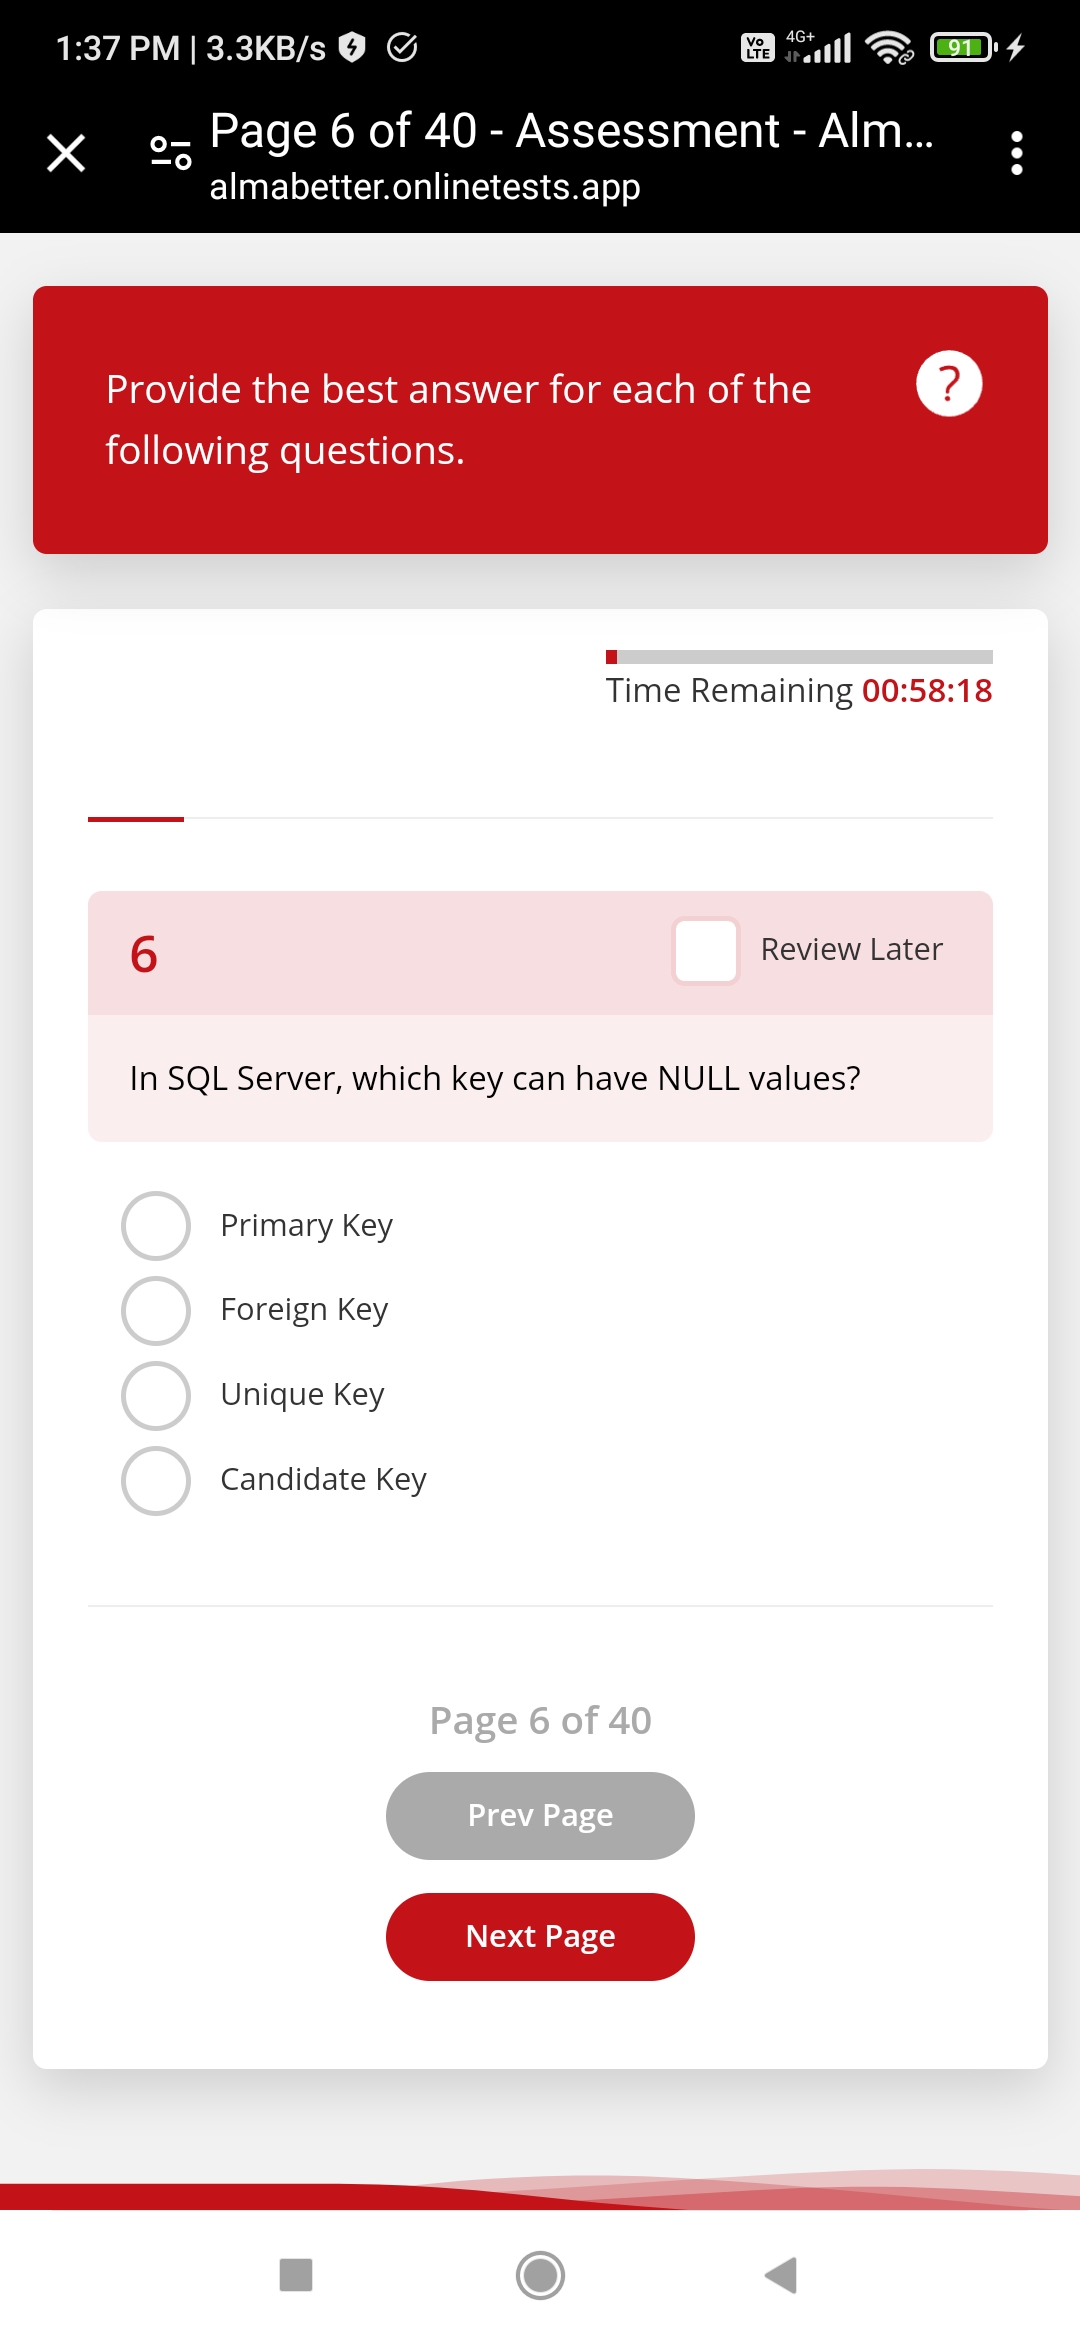 1:37 PM | 3.3KB/s
Vo LTE 4G+ 91
Page 6 of 40 - Assessment - Alm...
almabetter.onlinetests.app
Provide the best answer for each of the
following questions.
?
Time Remaining 00:58:18
6
Review Later
In SQL Server, which key can have NULL values?
Primary Key
Foreign Key
Unique Key
Candidate Key
Page 6 of 40
Prev Page
Next Page